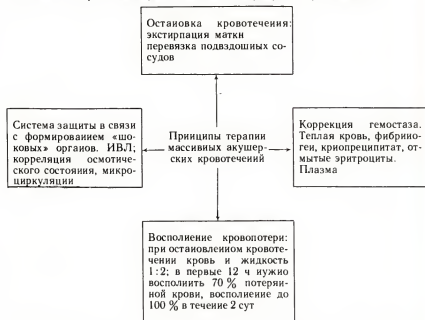 Остановка кровотечения:
экстирпация матки
перевязка подвздошных со-
судов
Система защиты в связи
с формированием «шо-
ковых» органов. ИВЛ;
корреляция осмотиче-
ского состояния, микро-
циркуляции
Принципы терапии
массивных акушер-
ских кровотечений
Коррекция гемостаза.
Теплая кровь, фибрино-
ген, криопреципитат, от-
мытые эритроциты.
Плазма
Восполнение кровопотери:
при остановленном кровоте-
чении кровь и жидкость
1:2; в первые 12 ч нужно
восполнить 70 % потерян-
ной крови, восполнение до
100 % в течение 2 сут